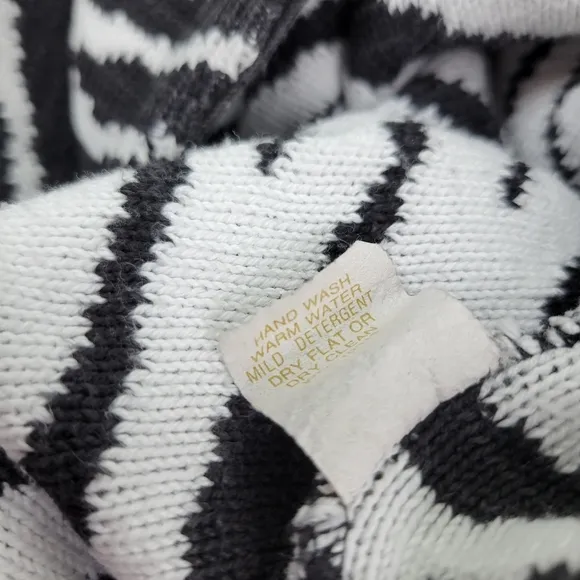 HAND WASH
WARM WATER
MILD DETERGENT
DRY FLAT OR
DRY CLEAN